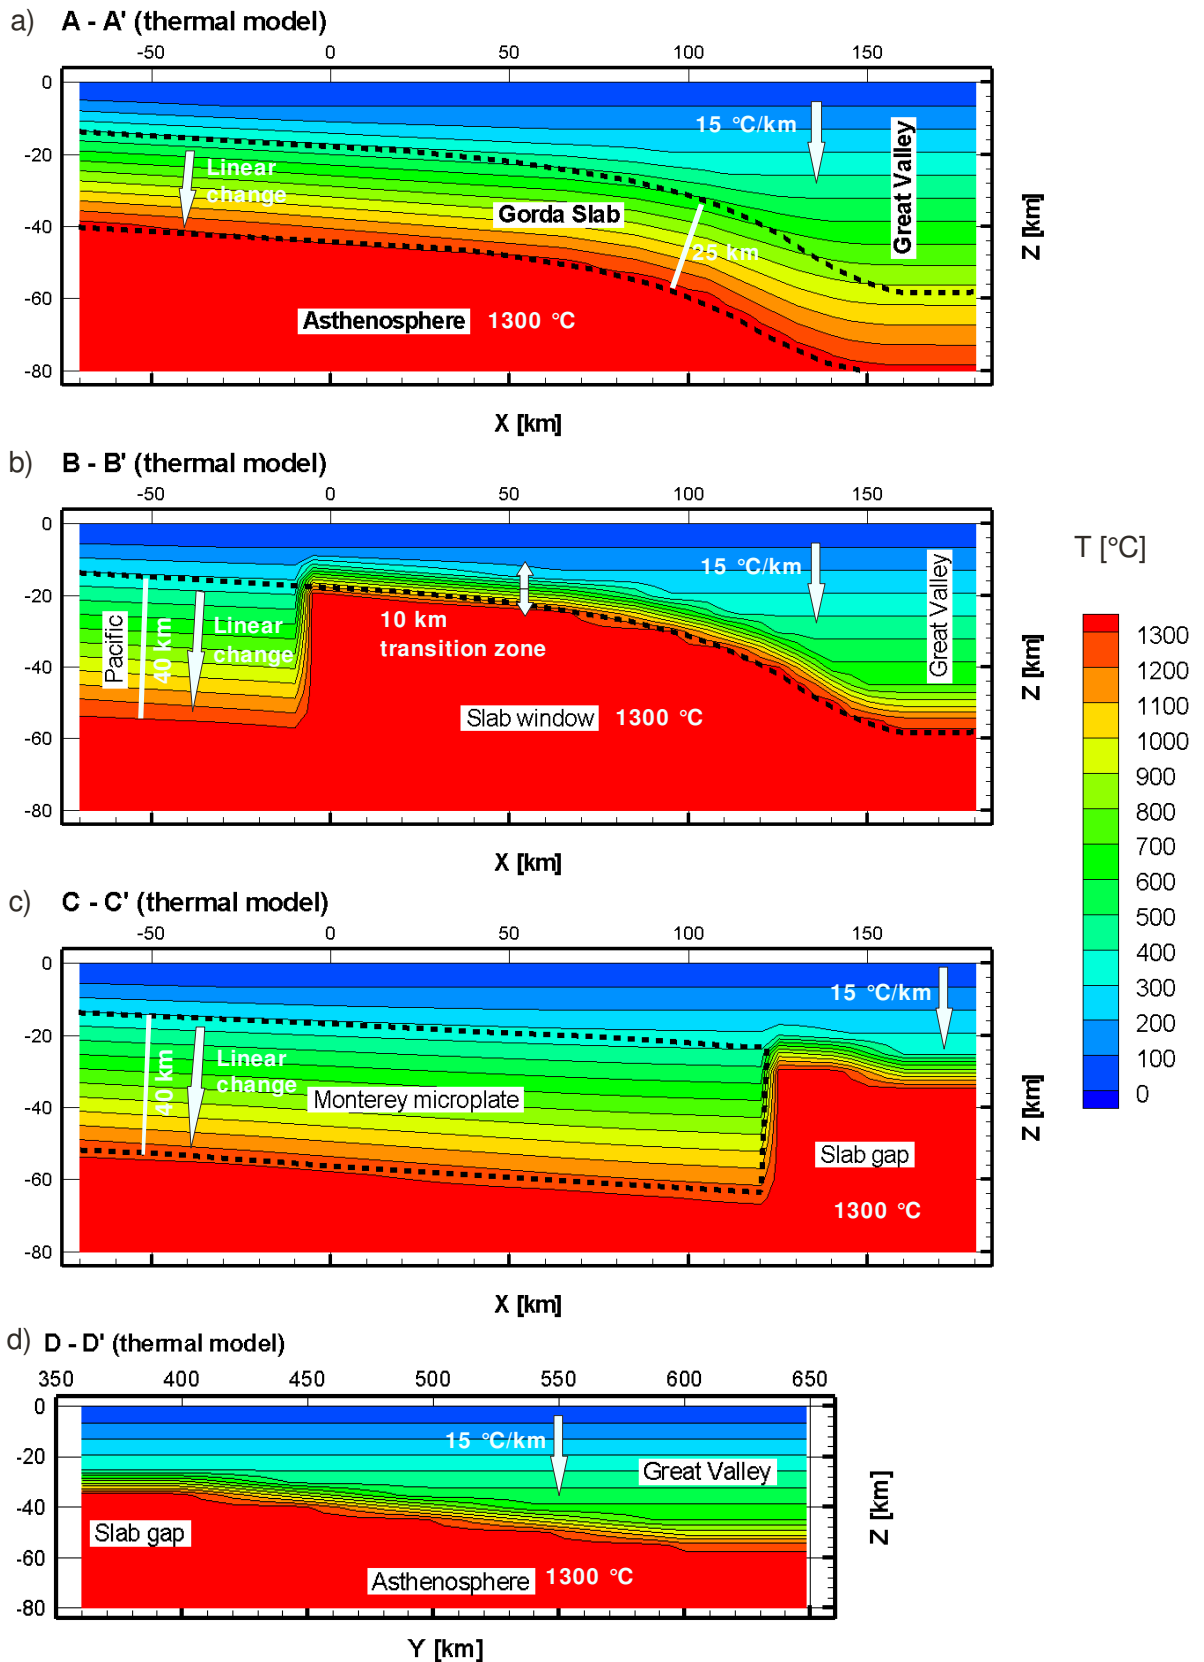 a) A - A' (thermal model)
-50 0 50 100 150
0
-20
-40
-60
-80
15 °C/km
Great Valley
Linear
change
Gorda Slab
25 km
Asthenosphere 1300 °C
Z [km]
X [km]
b) B - B' (thermal model)
-50 0 50 100 150
0
-20
-40
-60
-80
15 °C/km
Great Valley
Pacific
40 km
Linear
change
10 km
transition zone
Slab window 1300 °C
Z [km]
X [km]
T [°C]
1300
1200
1100
1000
900
800
700
600
500
400
300
200
100
0
c) C - C' (thermal model)
-50 0 50 100 150
0
-20
-40
-60
-80
15 °C/km
40 km
Linear
change
Monterey microplate
Slab gap
1300 °C
Z [km]
X [km]
d) D - D' (thermal model)
350 400 450 500 550 600 650
0
-20
-40
-60
-80
15 °C/km
Great Valley
Slab gap
Asthenosphere 1300 °C
Z [km]
Y [km]